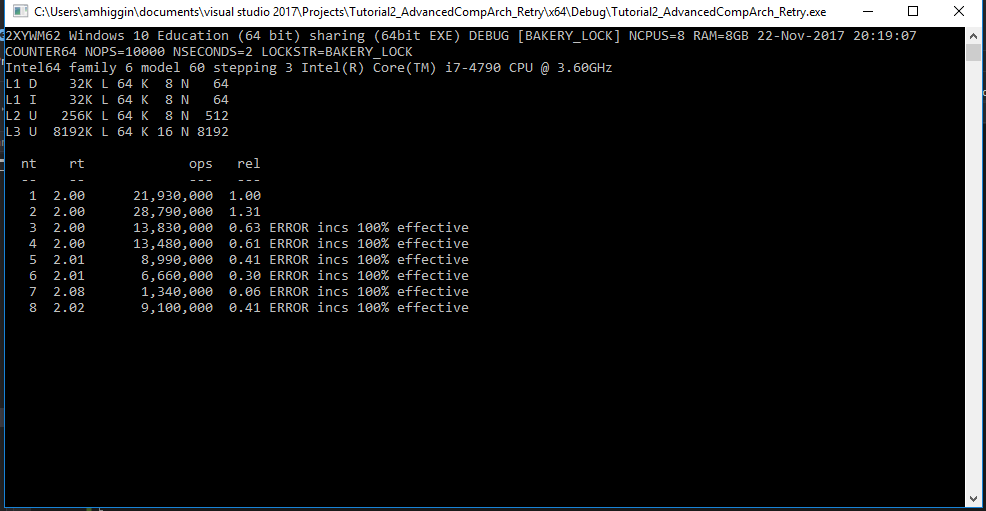 C:\Users\amhiggin\documents\visual studio 2017\Projects\Tutorial2_AdvancedCompArch_Retry\x64\Debug\Tutorial2_AdvancedCompArch_Retry.exe
2XYWM62 Windows 10 Education (64 bit) sharing (64bit EXE) DEBUG [BAKERY_LOCK] NCPUS=8 RAM=8GB 22-Nov-2017 20:19:07
COUNTER64 NOPS=10000 NSECONDS=2 LOCKSTR=BAKERY_LOCK
Intel64 family 6 model 60 stepping 3 Intel(R) Core(TM) i7-4790 CPU @ 3.60GHz
L1 D    32K L 64 K  8 N   64
L1 I    32K L 64 K  8 N   64
L2 U   256K L 64 K  8 N  512
L3 U  8192K L 64 K 16 N 8192
  nt    rt             ops   rel
  --    --             ---   ---
   1  2.00      21,930,000  1.00
   2  2.00      28,790,000  1.31
   3  2.00      13,830,000  0.63 ERROR incs 100% effective
   4  2.00      13,480,000  0.61 ERROR incs 100% effective
   5  2.01       8,990,000  0.41 ERROR incs 100% effective
   6  2.01       6,660,000  0.30 ERROR incs 100% effective
   7  2.08       1,340,000  0.06 ERROR incs 100% effective
   8  2.02       9,100,000  0.41 ERROR incs 100% effective